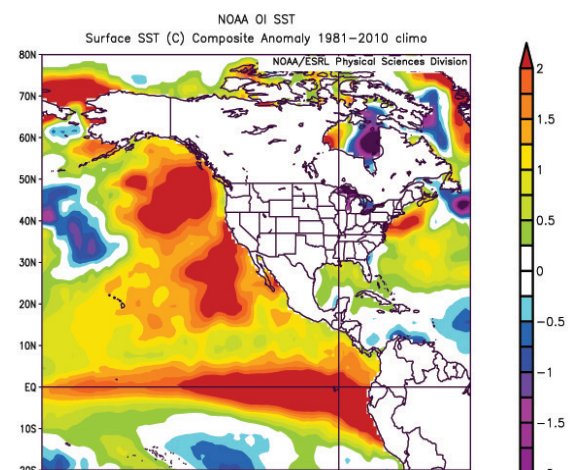 NOAA OI SST
Surface SST (C) Composite Anomaly 1981–2010 climo
NOAA/ESRL Physical Sciences Division
80N
70N
60N
50N
40N
30N
20N
10N
EQ
10S
20S
2
1.5
1
0.5
0
−0.5
−1
−1.5